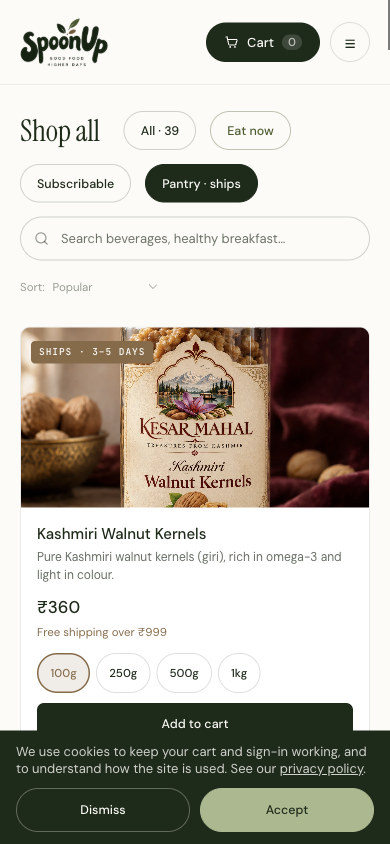 SpoonUp
GOOD FOOD
HIGHER DAYS
Cart 0
Shop all
All · 39
Eat now
Subscribable
Pantry · ships
Search beverages, healthy breakfast…
Sort: Popular
SHIPS · 3–5 DAYS
KESAR MAHAL
TREASURES FROM KASHMIR
Kashmiri
Walnut Kernels
Kashmiri Walnut Kernels
Pure Kashmiri walnut kernels (giri), rich in omega-3 and
light in colour.
₹360
Free shipping over ₹999
100g
250g
500g
1kg
Add to cart
We use cookies to keep your cart and sign-in working, and
to understand how the site is used. See our privacy policy.
Dismiss
Accept